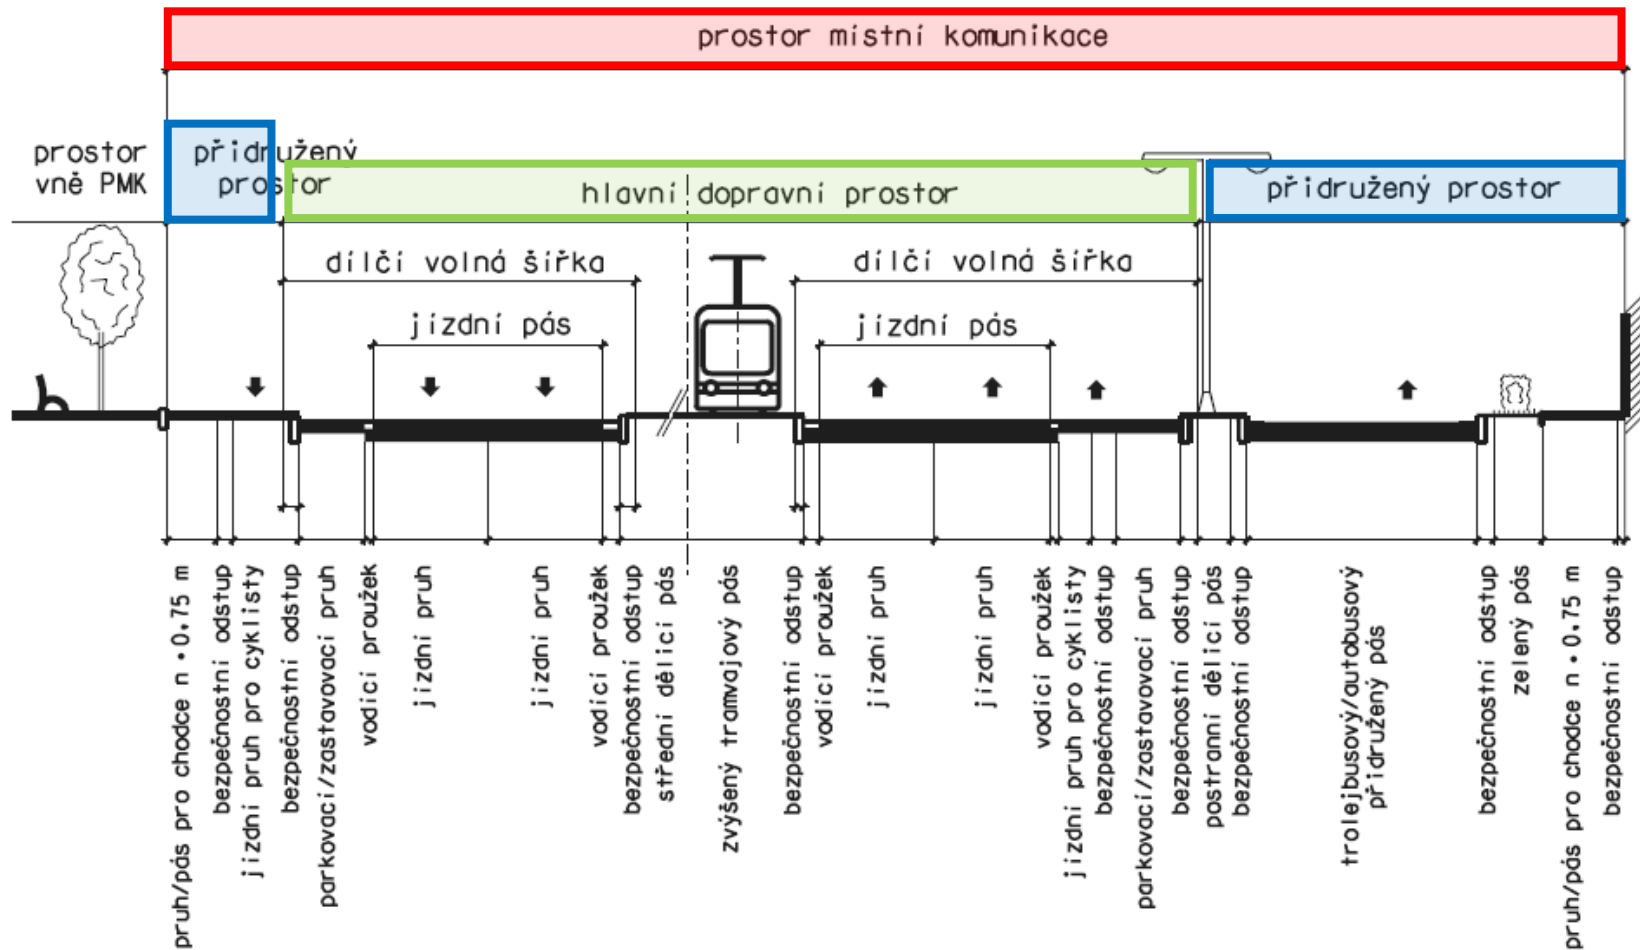 prostor místní komunikace
prostor
vně PMK
přidružený
prostor
hlavní dopravní prostor
přidružený prostor
dílčí volná šířka
dílčí volná šířka
jízdní pás
jízdní pás
pruh/pás pro chodce n·0.75 m
bezpečnostní odstup
jízdní pruh pro cyklisty
bezpečnostní odstup
parkovací/zastavovací pruh
vodicí proužek
jízdní pruh
jízdní pruh
vodicí proužek
bezpečnostní odstup
střední dělicí pás
zvýšený tramvajový pás
bezpečnostní odstup
vodicí proužek
jízdní pruh
jízdní pruh
vodicí proužek
jízdní pruh pro cyklisty
bezpečnostní odstup
parkovací/zastavovací pruh
bezpečnostní odstup
postranní dělicí pás
bezpečnostní odstup
trolejbusový/autobusový
přidružený pás
bezpečnostní odstup
zelený pás
pruh/pás pro chodce n·0.75 m
bezpečnostní odstup